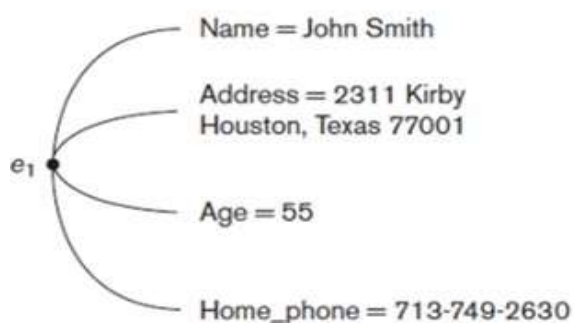 Name = John Smith
Address = 2311 Kirby
Houston, Texas 77001
e1
Age = 55
Home_phone = 713-749-2630